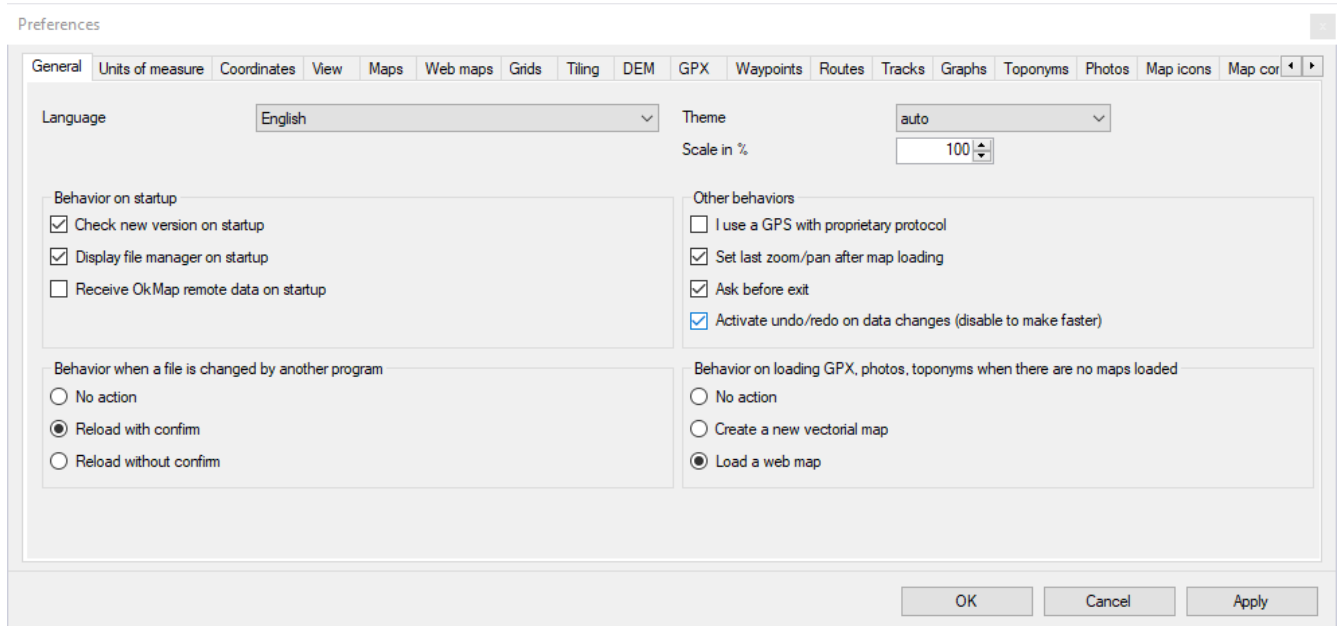 Preferences
General Units of measure Coordinates View Maps Web maps Grids Tiling DEM GPX Waypoints Routes Tracks Graphs Toponyms Photos Map icons Map cor
Language English Theme auto
Scale in % 100
Behavior on startup
Check new version on startup
Display file manager on startup
Receive OkMap remote data on startup
Other behaviors
I use a GPS with proprietary protocol
Set last zoom/pan after map loading
Ask before exit
Activate undo/redo on data changes (disable to make faster)
Behavior when a file is changed by another program
No action
Reload with confirm
Reload without confirm
Behavior on loading GPX, photos, toponyms when there are no maps loaded
No action
Create a new vectorial map
Load a web map
OK Cancel Apply